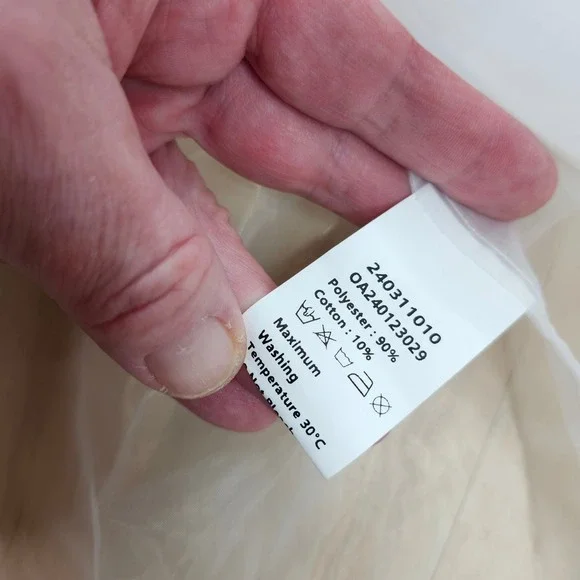 240311010
OA240123029
Polyester : 90%
Cotton : 10%
Maximum
Washing
Temperature 30°C